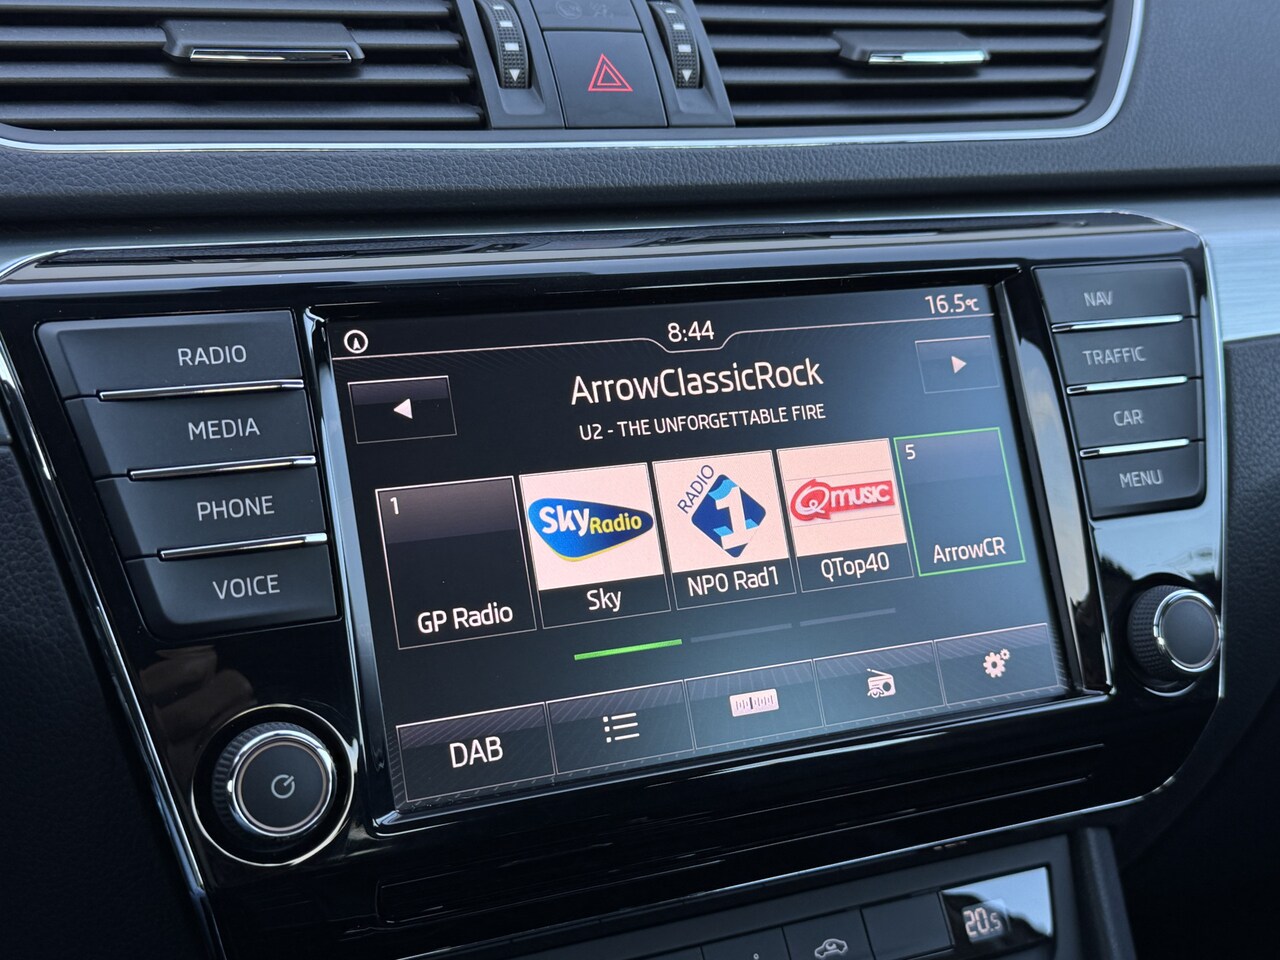 RADIO
MEDIA
PHONE
VOICE
8:44
16.5°C
ArrowClassicRock
U2 - THE UNFORGETTABLE FIRE
1
GP Radio
Sky Radio
Sky
RADIO
1
NPO Rad1
Q MUSIC
QTop40
5
ArrowCR
DAB
NAV
TRAFFIC
CAR
MENU
20.5